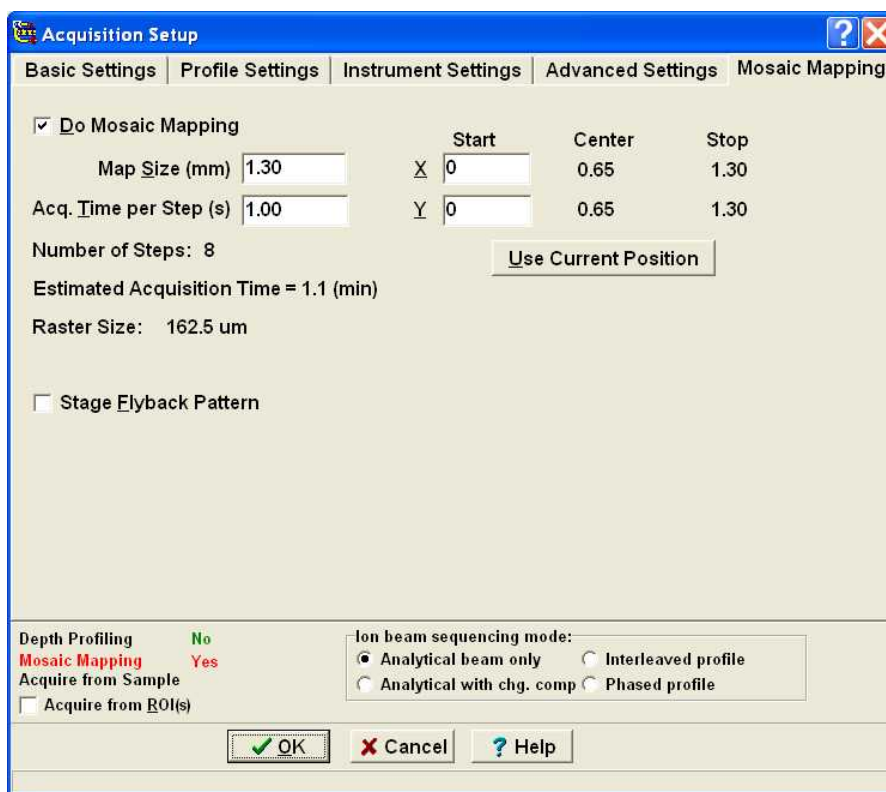 Acquisition Setup
Basic Settings Profile Settings Instrument Settings Advanced Settings Mosaic Mapping
Do Mosaic Mapping
Start Center Stop
Map Size (mm) 1.30 X 0 0.65 1.30
Acq. Time per Step (s) 1.00 Y 0 0.65 1.30
Number of Steps: 8
Use Current Position
Estimated Acquisition Time = 1.1 (min)
Raster Size: 162.5 um
Stage Flyback Pattern
Depth Profiling No
Mosaic Mapping Yes
Acquire from Sample
Acquire from ROI(s)
Ion beam sequencing mode:
Analytical beam only Interleaved profile
Analytical with chg. comp Phased profile
OK Cancel ? Help